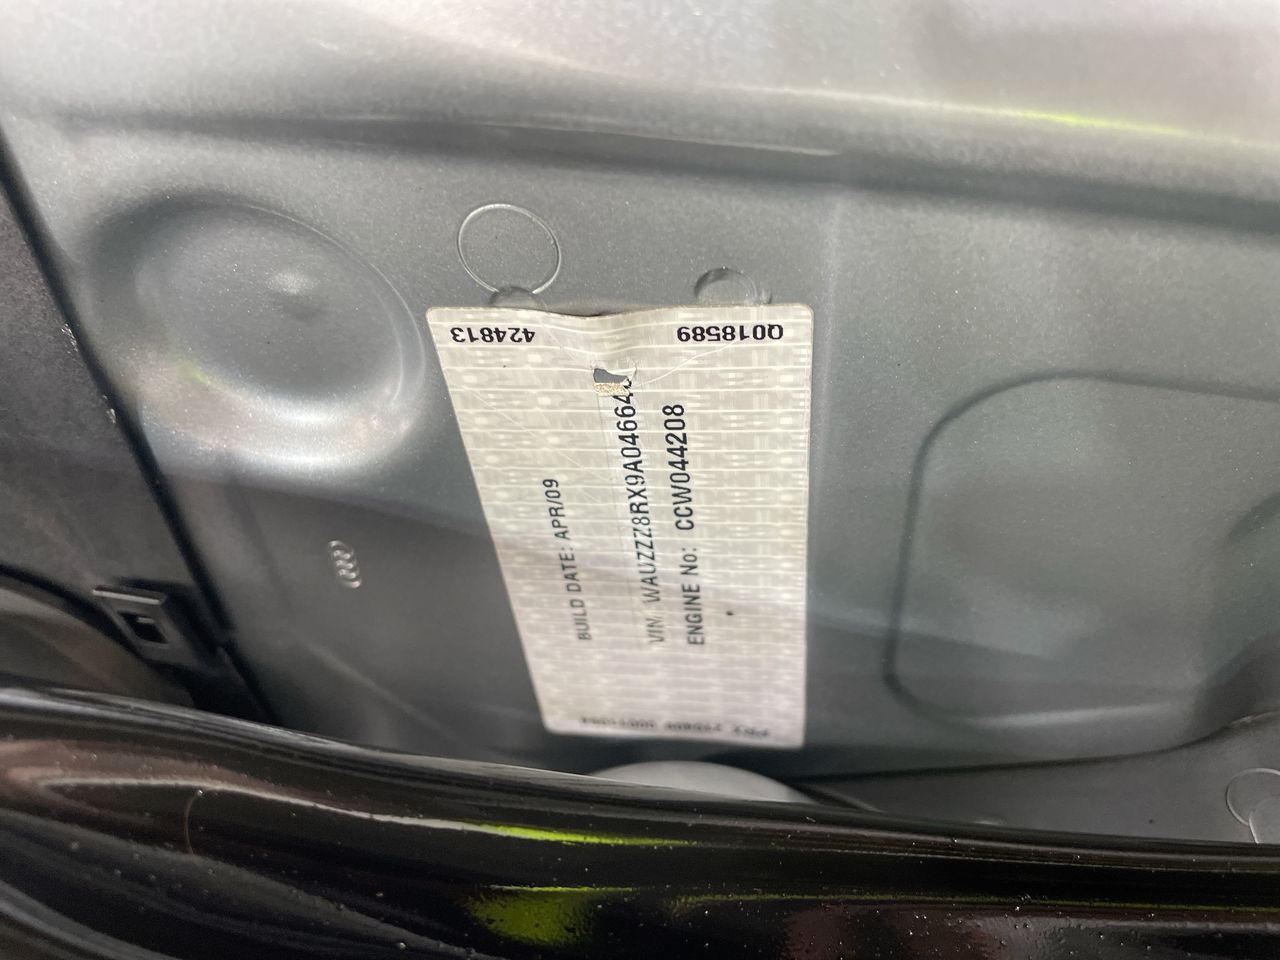 424813
Q018589
BUILD DATE: APR/09
VIN WAUZZZ8RX9A04664
ENGINE No: CCW044208